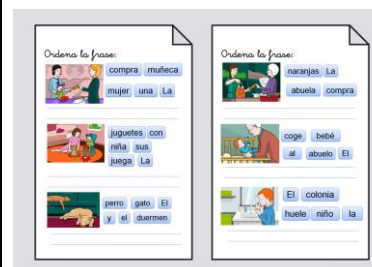 Ordena la frase:
compra muñeca
mujer una La
juguetes con
niña sus
juega La
perro gato El
y el duermen
Ordena la frase:
naranjas La
abuela compra
coge bebé
al abuelo El
El colonia
huele niño la